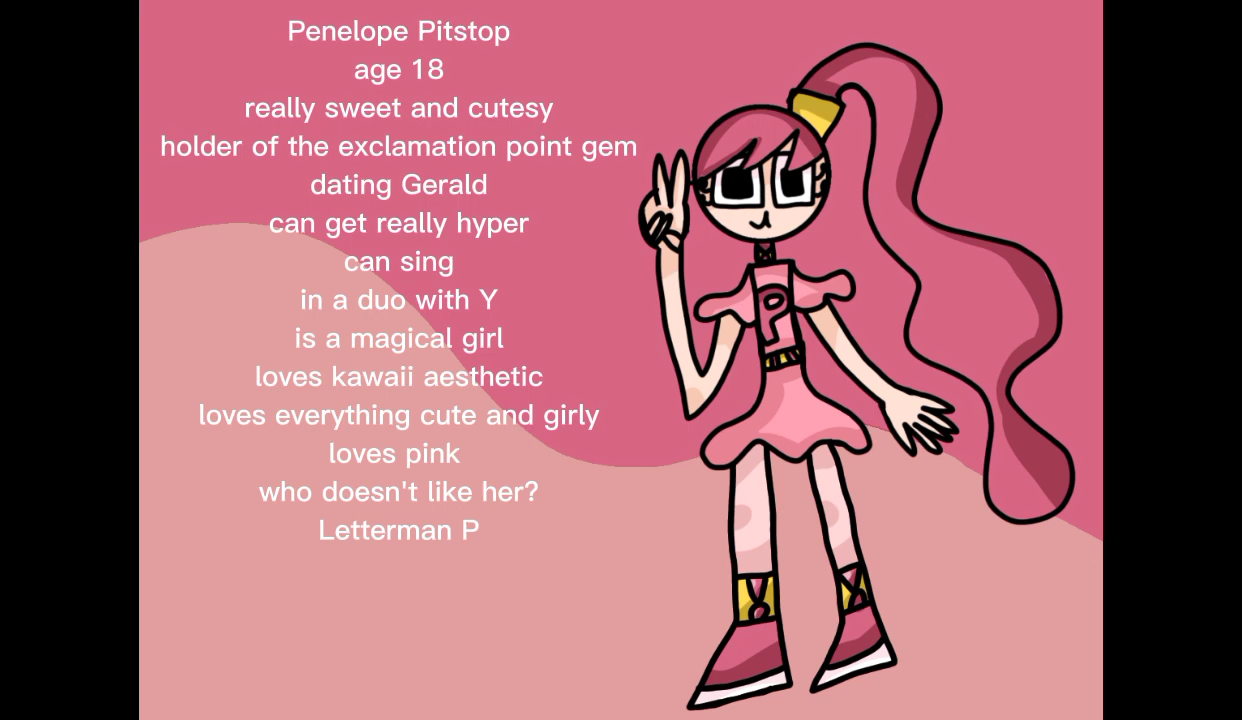 Penelope Pitstop
age 18
really sweet and cutesy
holder of the exclamation point gem
dating Gerald
can get really hyper
can sing
in a duo with Y
is a magical girl
loves kawaii aesthetic
loves everything cute and girly
loves pink
who doesn't like her?
Letterman P
P